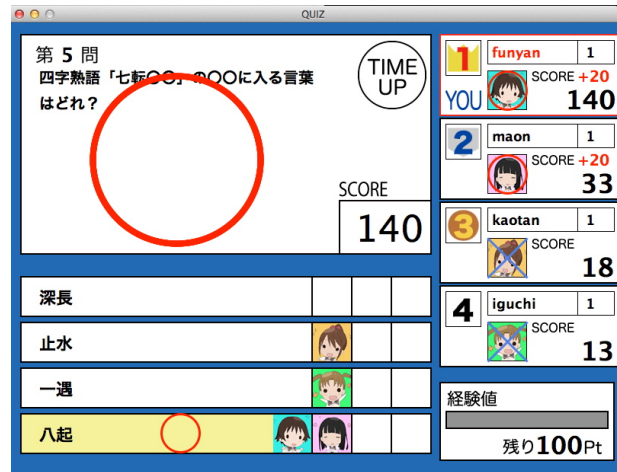 QUIZ
第 5 問
四字熟語「七転〇〇」の〇〇に入る言葉
はどれ？
TIME
UP
SCORE
140
深長
止水
一遇
八起
1
YOU
funyan
1
SCORE +20
140
2
maon
1
SCORE +20
33
3
kaotan
1
SCORE
18
4
iguchi
1
SCORE
13
経験値
残り100Pt